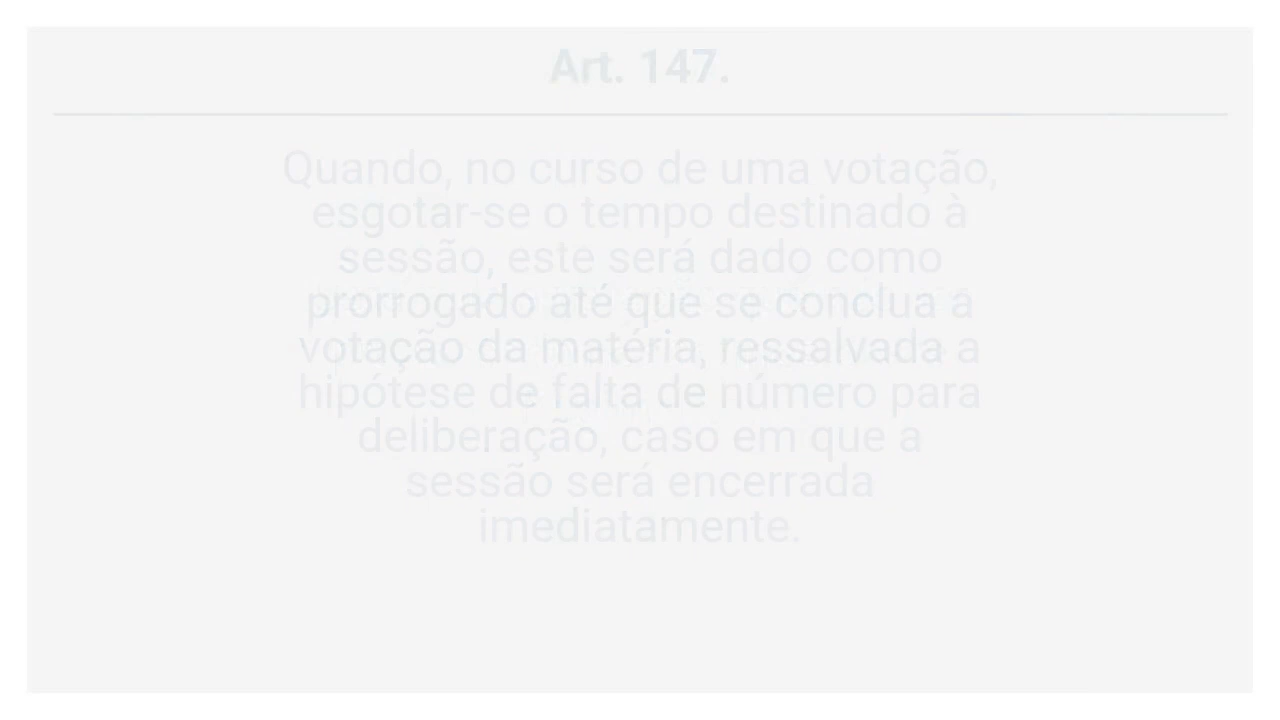 Art. 147.
Quando, no curso de uma votação,
esgotar-se o tempo destinado à
sessão, este será dado como
prorrogado até que se conclua a
votação da matéria, ressalvada a
hipótese de falta de número para
deliberação, caso em que a
sessão será encerrada
imediatamente.